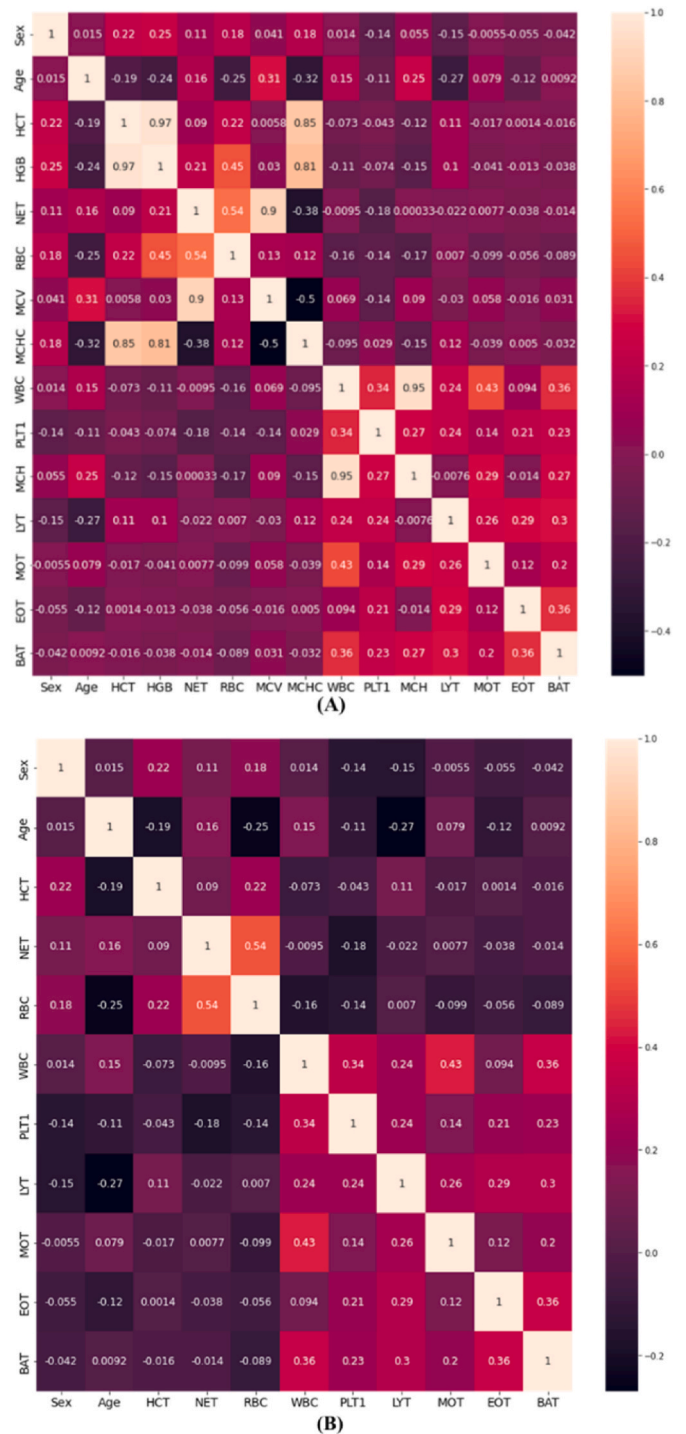 1.0
Sex 1 0.015 0.22 0.25 0.11 0.18 0.041 0.18 0.014 -0.14 0.055 -0.15 -0.0055 -0.055 -0.042
Age 0.015 1 -0.19 -0.24 0.16 -0.25 0.31 -0.32 0.15 -0.11 0.25 -0.27 0.079 -0.12 0.0092
0.8
HCT 0.22 -0.19 1 0.97 0.09 0.22 0.0058 0.85 -0.073 -0.043 -0.12 0.11 -0.017 0.0014 -0.016
HGB 0.25 -0.24 0.97 1 0.21 0.45 0.03 0.81 -0.11 -0.074 -0.15 0.1 -0.041 -0.013 -0.038
0.6
NET 0.11 0.16 0.09 0.21 1 0.54 0.9 -0.38 -0.0095 -0.18 0.00033 -0.022 0.0077 -0.038 -0.014
RBC 0.18 -0.25 0.22 0.45 0.54 1 0.13 0.12 -0.16 -0.14 -0.17 0.007 -0.099 -0.056 -0.089
0.4
MCV 0.041 0.31 0.0058 0.03 0.9 0.13 1 -0.5 0.069 -0.14 0.09 -0.03 0.058 -0.016 0.031
MCHC 0.18 -0.32 0.85 0.81 -0.38 0.12 -0.5 1 -0.095 0.029 -0.15 0.12 -0.039 0.005 -0.032
0.2
WBC 0.014 0.15 -0.073 -0.11 -0.0095 -0.16 0.069 -0.095 1 0.34 0.95 0.24 0.43 0.094 0.36
PLT1 -0.14 -0.11 -0.043 -0.074 -0.18 -0.14 -0.14 0.029 0.34 1 0.27 0.24 0.14 0.21 0.23
0.0
MCH 0.055 0.25 -0.12 -0.15 0.00033 -0.17 0.09 -0.15 0.95 0.27 1 -0.0076 0.29 -0.014 0.27
LYT -0.15 -0.27 0.11 0.1 -0.022 0.007 -0.03 0.12 0.24 0.24 -0.0076 1 0.26 0.29 0.3
-0.2
MOT -0.0055 0.079 -0.017 -0.041 0.0077 -0.099 0.058 -0.039 0.43 0.14 0.29 0.26 1 0.12 0.2
EOT -0.055 -0.12 0.0014 -0.013 -0.038 -0.056 -0.016 0.005 0.094 0.21 -0.014 0.29 0.12 1 0.36
-0.4
BAT -0.042 0.0092 -0.016 -0.038 -0.014 -0.089 0.031 -0.032 0.36 0.23 0.27 0.3 0.2 0.36 1
Sex Age HCT HGB NET RBC MCV MCHC WBC PLT1 MCH LYT MOT EOT BAT
(A)
1.0
Sex 1 0.015 0.22 0.11 0.18 0.014 -0.14 -0.15 -0.0055 -0.055 -0.042
Age 0.015 1 -0.19 0.16 -0.25 0.15 -0.11 -0.27 0.079 -0.12 0.0092
0.8
HCT 0.22 -0.19 1 0.09 0.22 -0.073 -0.043 0.11 -0.017 0.0014 -0.016
NET 0.11 0.16 0.09 1 0.54 -0.0095 -0.18 -0.022 0.0077 -0.038 -0.014
0.6
RBC 0.18 -0.25 0.22 0.54 1 -0.16 -0.14 0.007 -0.099 -0.056 -0.089
0.4
WBC 0.014 0.15 -0.073 -0.0095 -0.16 1 0.34 0.24 0.43 0.094 0.36
PLT1 -0.14 -0.11 -0.043 -0.18 -0.14 0.34 1 0.24 0.14 0.21 0.23
0.2
LYT -0.15 -0.27 0.11 -0.022 0.007 0.24 0.24 1 0.26 0.29 0.3
MOT -0.0055 0.079 -0.017 0.0077 -0.099 0.43 0.14 0.26 1 0.12 0.2
0.0
EOT -0.055 -0.12 0.0014 -0.038 -0.056 0.094 0.21 0.29 0.12 1 0.36
BAT -0.042 0.0092 -0.016 -0.014 -0.089 0.36 0.23 0.3 0.2 0.36 1
-0.2
Sex Age HCT NET RBC WBC PLT1 LYT MOT EOT BAT
(B)